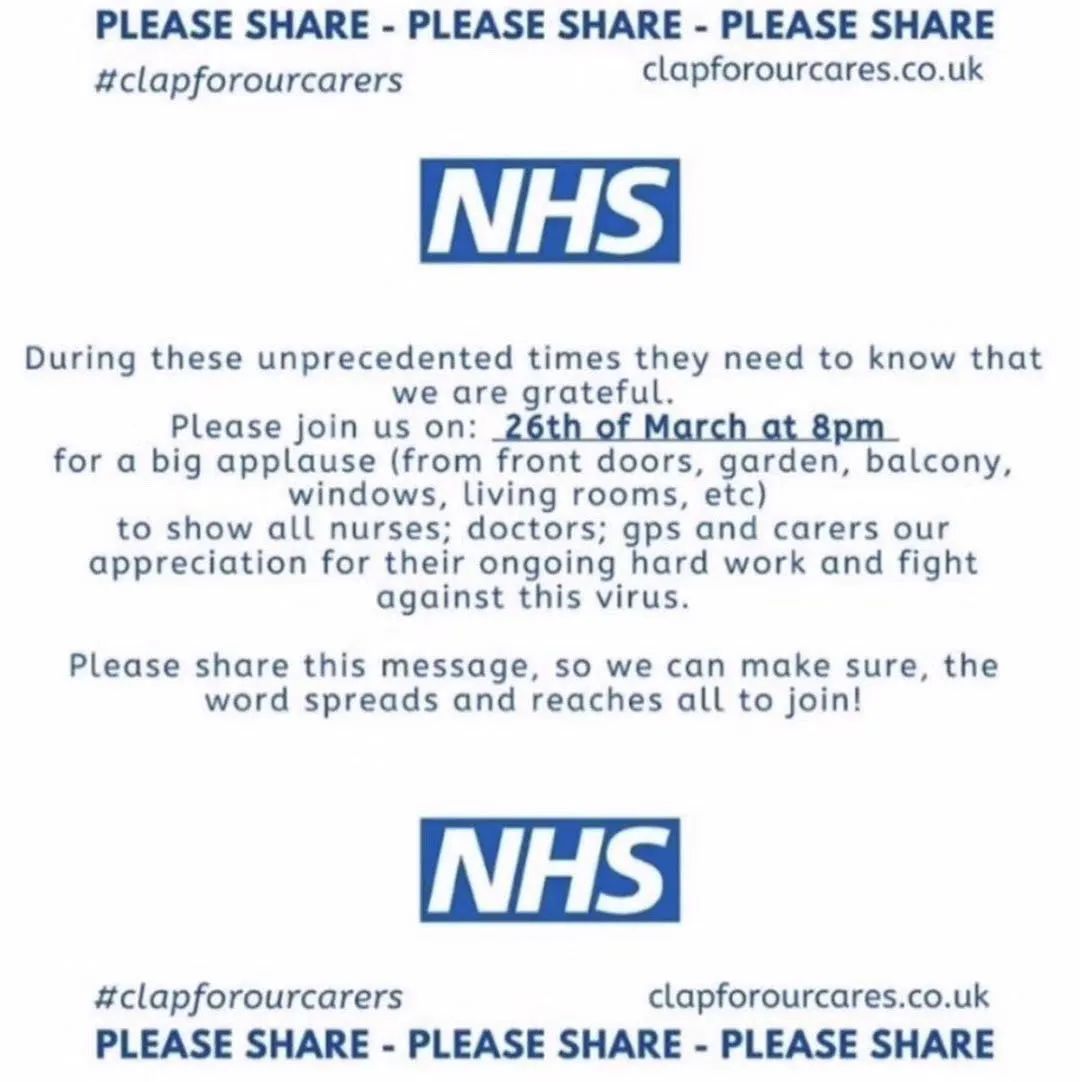 PLEASE SHARE - PLEASE SHARE - PLEASE SHARE
#clapforourcarers clapforourcares.co.uk
NHS
During these unprecedented times they need to know that
we are grateful.
Please join us on: 26th of March at 8pm
for a big applause (from front doors, garden, balcony,
windows, living rooms, etc)
to show all nurses; doctors; gps and carers our
appreciation for their ongoing hard work and fight
against this virus.
Please share this message, so we can make sure, the
word spreads and reaches all to join!
NHS
#clapforourcarers clapforourcares.co.uk
PLEASE SHARE - PLEASE SHARE - PLEASE SHARE